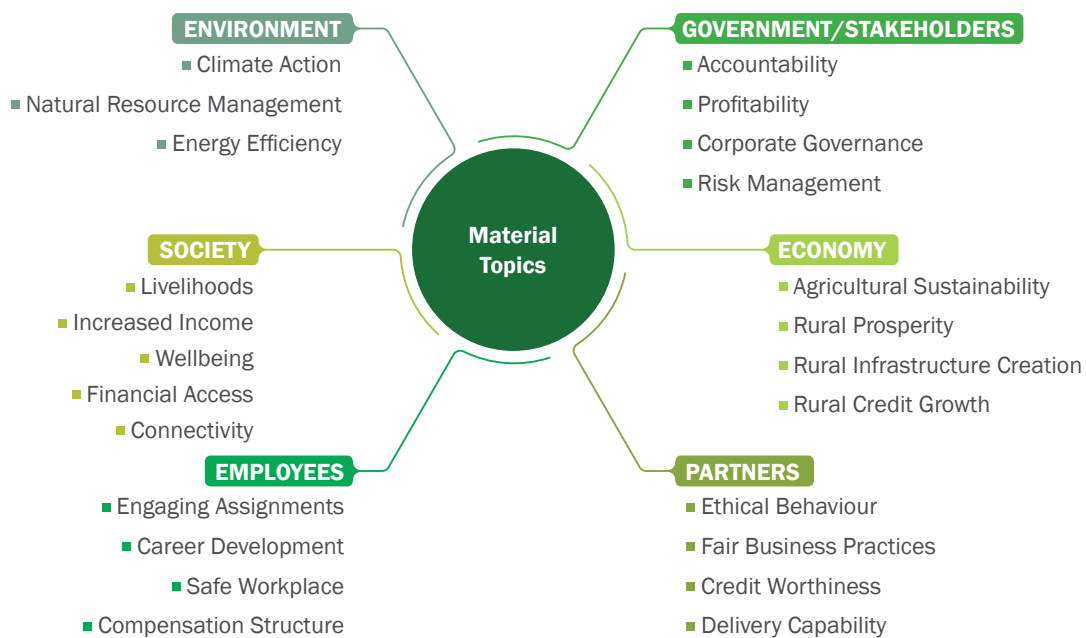 ENVIRONMENT
Climate Action
Natural Resource Management
Energy Efficiency
GOVERNMENT/STAKEHOLDERS
Accountability
Profitability
Corporate Governance
Risk Management
Material
Topics
SOCIETY
Livelihoods
Increased Income
Wellbeing
Financial Access
Connectivity
ECONOMY
Agricultural Sustainability
Rural Prosperity
Rural Infrastructure Creation
Rural Credit Growth
EMPLOYEES
Engaging Assignments
Career Development
Safe Workplace
Compensation Structure
PARTNERS
Ethical Behaviour
Fair Business Practices
Credit Worthiness
Delivery Capability